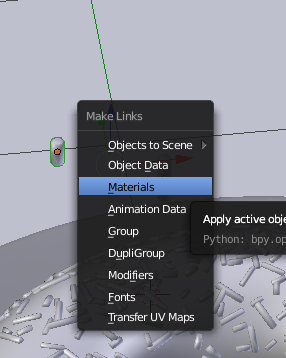 Make Links
Objects to Scene
Object Data
Materials
Animation Data
Apply active obje
Group
Python: bpy.op
DypliGroup
Modifiers
Fonts
Transfer UV Maps